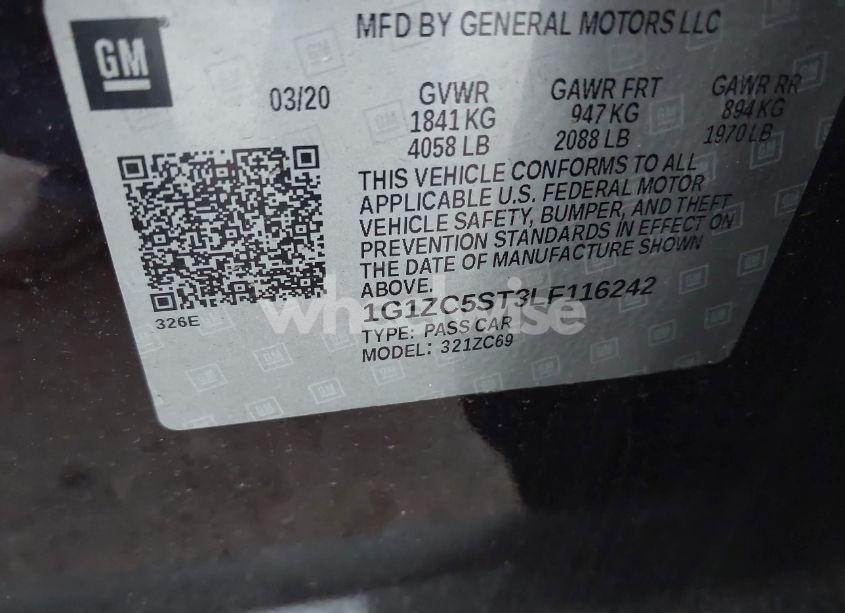 MFD BY GENERAL MOTORS LLC
GM
03/20 GVWR GAWR FRT GAWR RR
1841 KG 947 KG 894 KG
4058 LB 2088 LB 1970 LB
THIS VEHICLE CONFORMS TO ALL
APPLICABLE U.S. FEDERAL MOTOR
VEHICLE SAFETY, BUMPER, AND THEFT
PREVENTION STANDARDS IN EFFECT ON
THE DATE OF MANUFACTURE SHOWN
ABOVE.
1G1ZC5ST3LF116242
326E
TYPE: PASS CAR
MODEL: 321ZC69
wheelwise